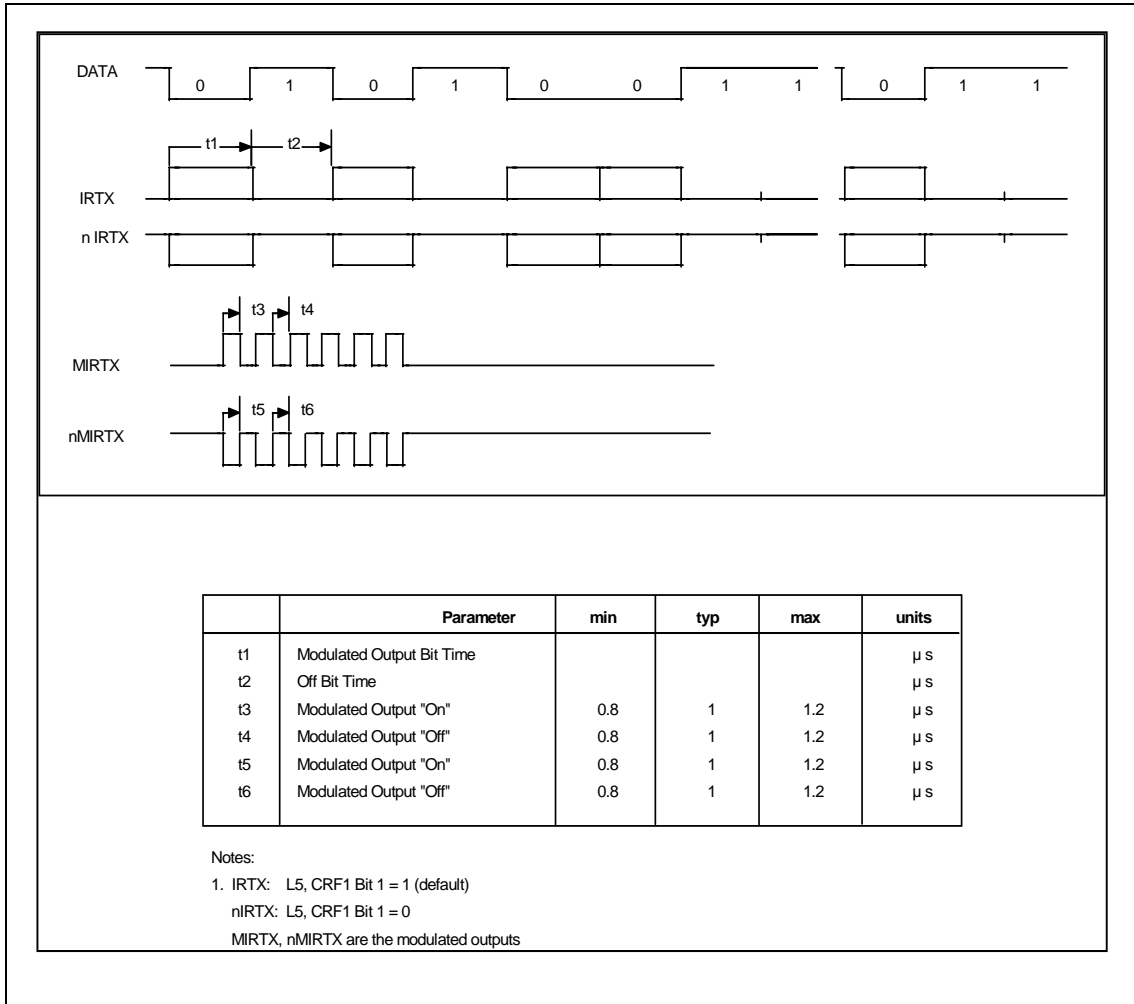 DATA 0 1 0 1 0 0 1 1 0 1 1
t1 t2
IRTX
n IRTX
t3 t4
MIRTX
t5 t6
nMIRTX
Parameter min typ max units
t1 Modulated Output Bit Time µ s
t2 Off Bit Time µ s
t3 Modulated Output "On" 0.8 1 1.2 µ s
t4 Modulated Output "Off" 0.8 1 1.2 µ s
t5 Modulated Output "On" 0.8 1 1.2 µ s
t6 Modulated Output "Off" 0.8 1 1.2 µ s
Notes:
1. IRTX: L5, CRF1 Bit 1 = 1 (default)
nIRTX: L5, CRF1 Bit 1 = 0
MIRTX, nMIRTX are the modulated outputs